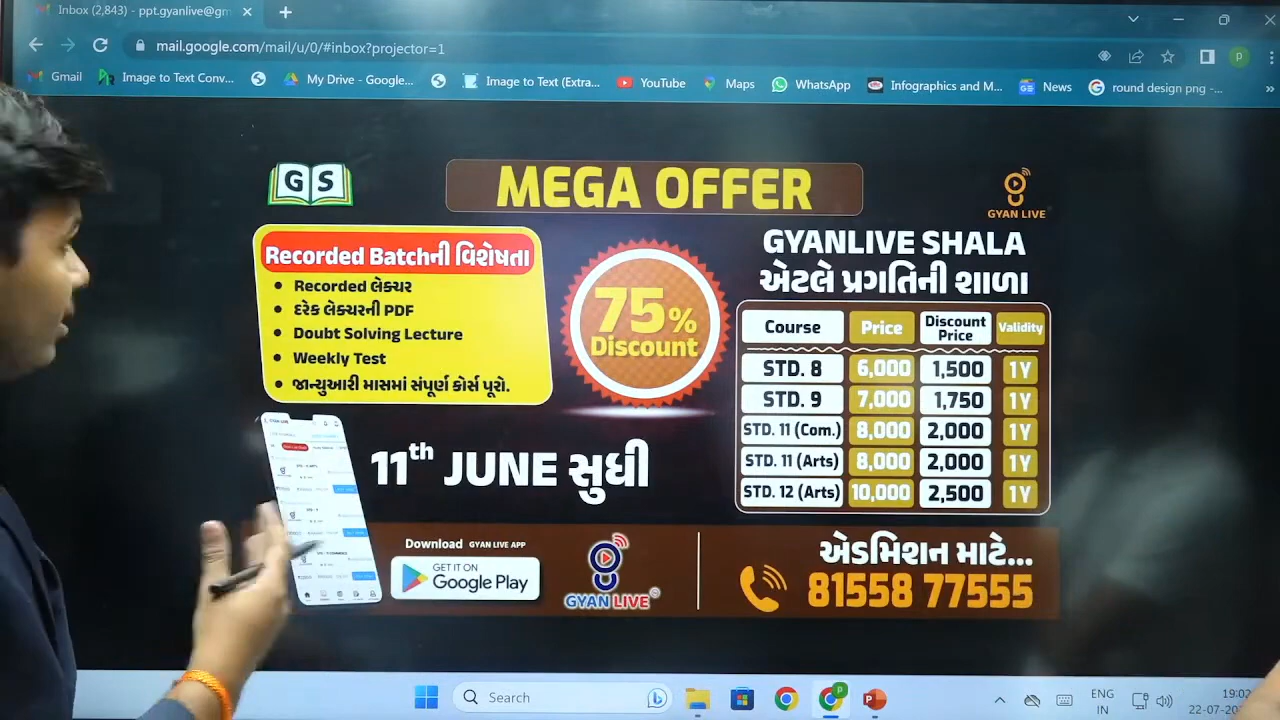 Inbox (2,843) - ppt.gyanlive@gm
mail.google.com/mail/u/0/#inbox?projector=1
Gmail
Image to Text Conv...
My Drive - Google...
Image to Text (Extra...
YouTube
Maps
WhatsApp
Infographics and M...
News
round design png -...
GS
MEGA OFFER
GYAN LIVE
Recorded Batchની વિશેષતા
• Recorded લેક્ચર
• દરેક લેક્ચરની PDF
• Doubt Solving Lecture
• Weekly Test
• જાન્યુઆરી માસમાં સંપૂર્ણ કોર્સ પૂરો.
75%
Discount
GYANLIVE SHALA
એટલે પ્રગતિની શાળા
Course Price Discount Price Validity
STD. 8 6,000 1,500 1Y
STD. 9 7,000 1,750 1Y
STD. 11 (Com.) 8,000 2,000 1Y
STD. 11 (Arts) 8,000 2,000 1Y
STD. 12 (Arts) 10,000 2,500 1Y
11th JUNE સુધી
Download GYAN LIVE APP
GET IT ON
Google Play
GYAN LIVE
એડમિશન માટે...
81558 77555
Search
ENG
IN
19:02
22-07-20